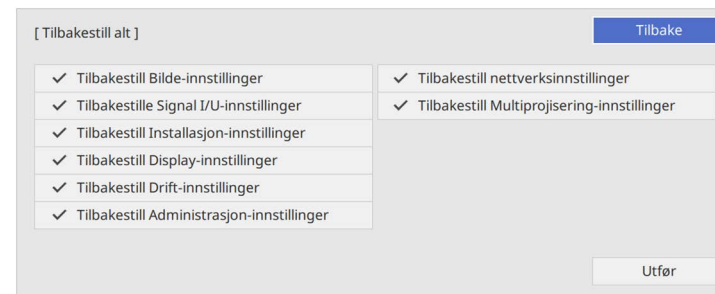 [ Tilbakestill alt ]
Tilbake
Tilbakestill Bilde-innstillinger
Tilbakestille Signal I/U-innstillinger
Tilbakestill Installasjon-innstillinger
Tilbakestill Display-innstillinger
Tilbakestill Drift-innstillinger
Tilbakestill Administrasjon-innstillinger
Tilbakestill nettverksinnstillinger
Tilbakestill Multiprojisering-innstillinger
Utfør